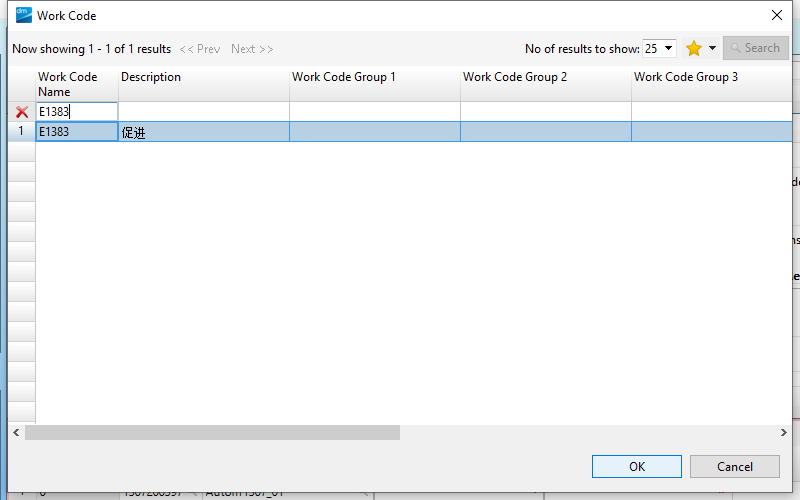 dm Work Code
Now showing 1 - 1 of 1 results << Prev Next >> No of results to show: 25 Search
Work Code Name Description Work Code Group 1 Work Code Group 2 Work Code Group 3
E1383
1 E1383 促进
OK Cancel